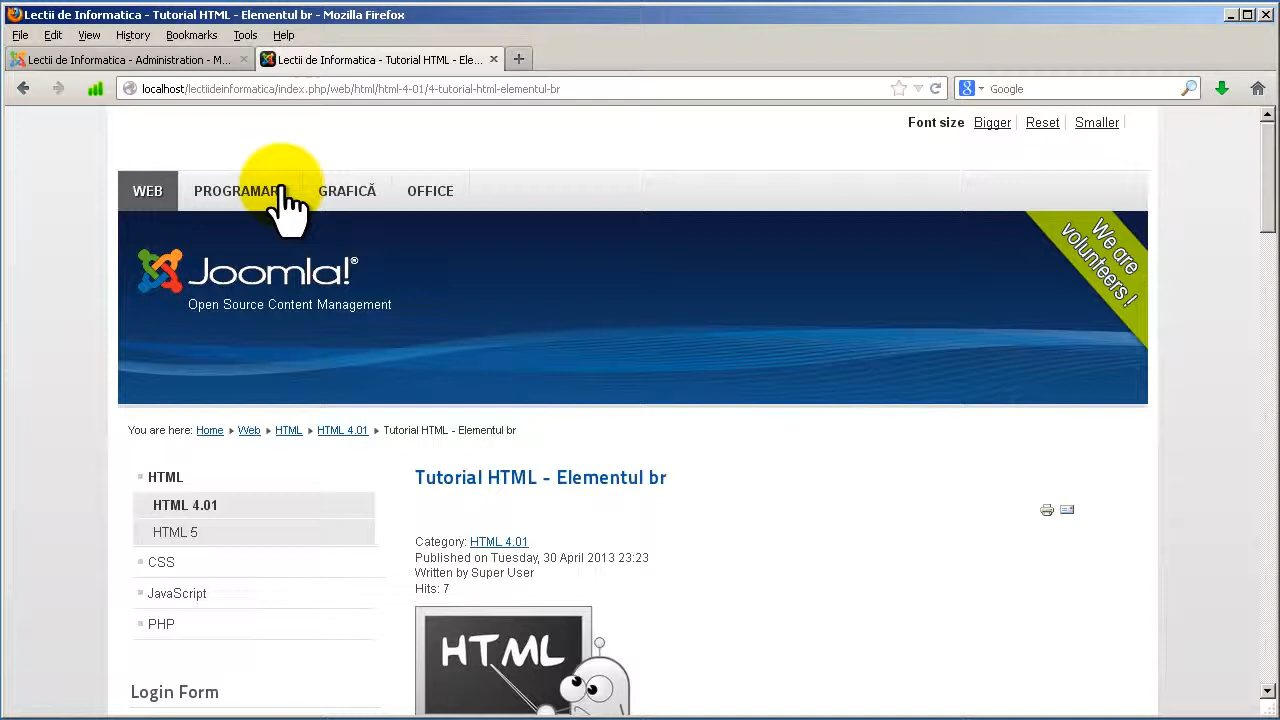 Lectii de Informatica - Tutorial HTML - Elementul br - Mozilla Firefox
File Edit View History Bookmarks Tools Help
Lectii de Informatica - Administration - M... Lectii de Informatica - Tutorial HTML - Ele...
index.php/web/html/html-4-01/4-tutorial-html-elementul-br Google
Font size Bigger Reset Smaller
WEB GRAFICĂ OFFICE
We are volunteers !
Joomla!®
Open Source Content Management
You are here: Home Web HTML HTML 4.01 Tutorial HTML - Elementul br
HTML
HTML 4.01
HTML 5
CSS
JavaScript
PHP
Login Form
Tutorial HTML - Elementul br
Category: HTML 4.01
Published on Tuesday, 30 April 2013 23:23
Written by Super User
Hits: 7
HTML